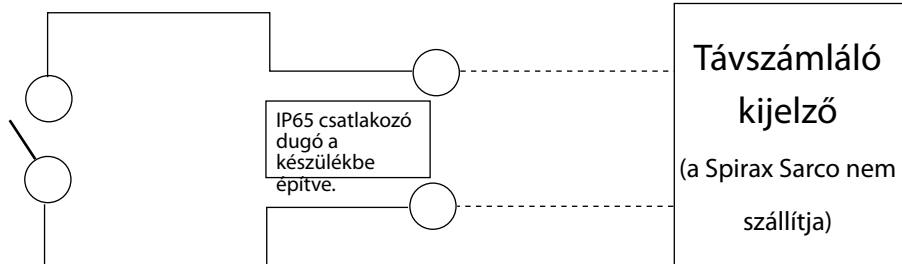 IP65 csatlakozó
dugó a
készülékbe
építve.
Távszámláló
kijelző
(a Spirax Sarco nem
szállítja)